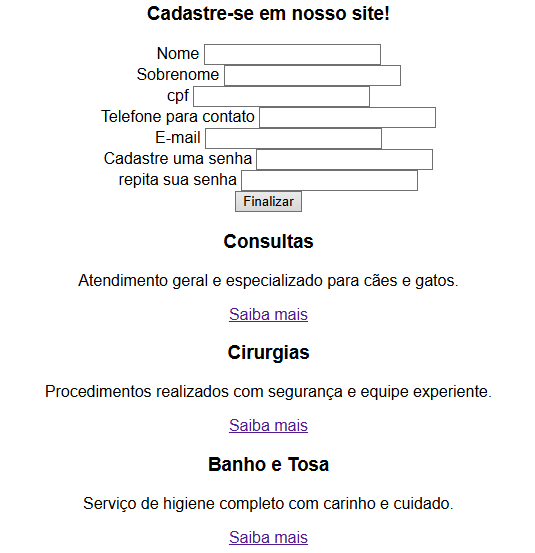 Cadastre-se em nosso site!
Nome
Sobrenome
cpf
Telefone para contato
E-mail
Cadastre uma senha
repita sua senha
Finalizar
Consultas
Atendimento geral e especializado para cães e gatos.
Saiba mais
Cirurgias
Procedimentos realizados com segurança e equipe experiente.
Saiba mais
Banho e Tosa
Serviço de higiene completo com carinho e cuidado.
Saiba mais